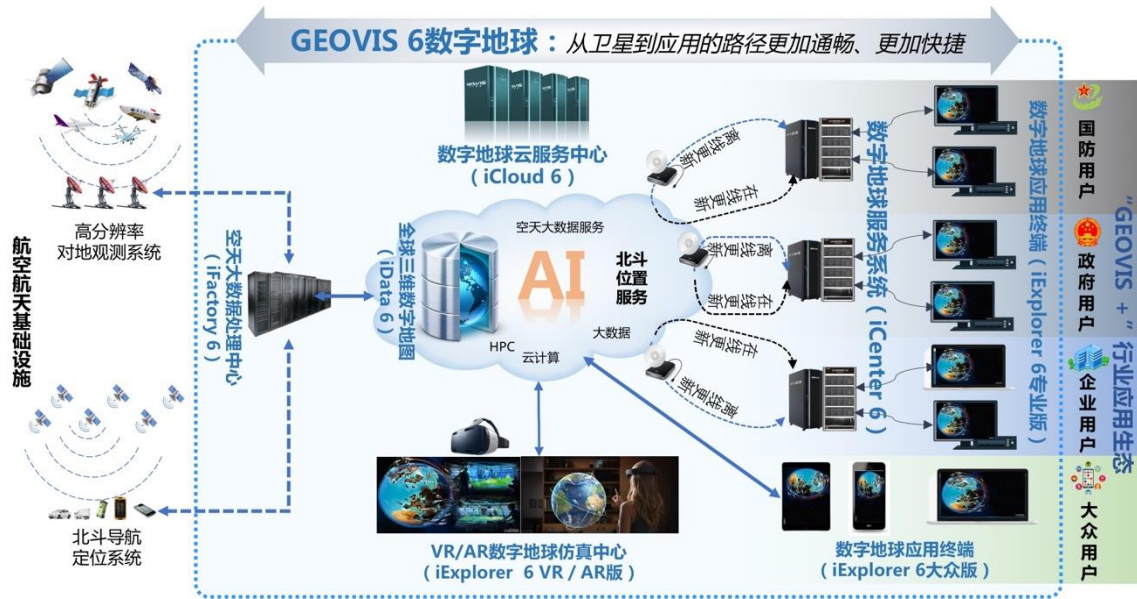 GEOVIS 6数字地球：从卫星到应用的路径更加通畅、更加快捷
航空航天基础设施
高分辨率
对地观测系统
北斗导航
定位系统
空天大数据处理中心
（iFactory 6）
数字地球云服务中心
（iCloud 6）
全球三维数字地图
（iData 6）
空天大数据服务
AI
北斗
位置
服务
大数据
HPC
云计算
离线更新
在线更新
离线更新
在线更新
在线更新
离线更新
数字地球服务系统（iCenter 6）
数字地球应用终端（iExplorer 6专业版）
国防用户
政府用户
企业用户
大众用户
“GEOVIS +”行业应用生态
VR/AR数字地球仿真中心
（iExplorer 6 VR / AR版）
数字地球应用终端
（iExplorer 6大众版）